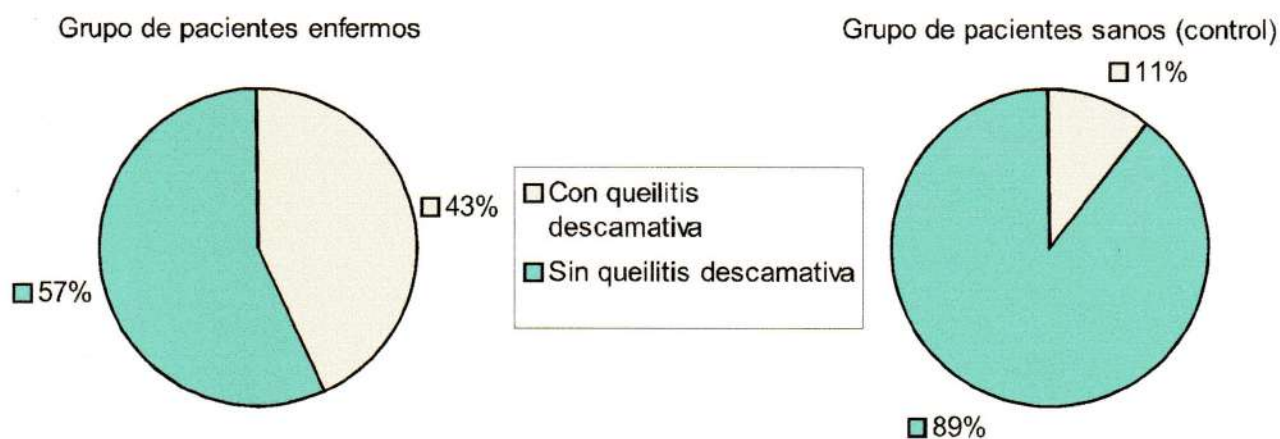 Grupo de pacientes enfermos
43%
57%
Con queilitis
descamativa
Sin queilitis descamativa
Grupo de pacientes sanos (control)
11%
89%